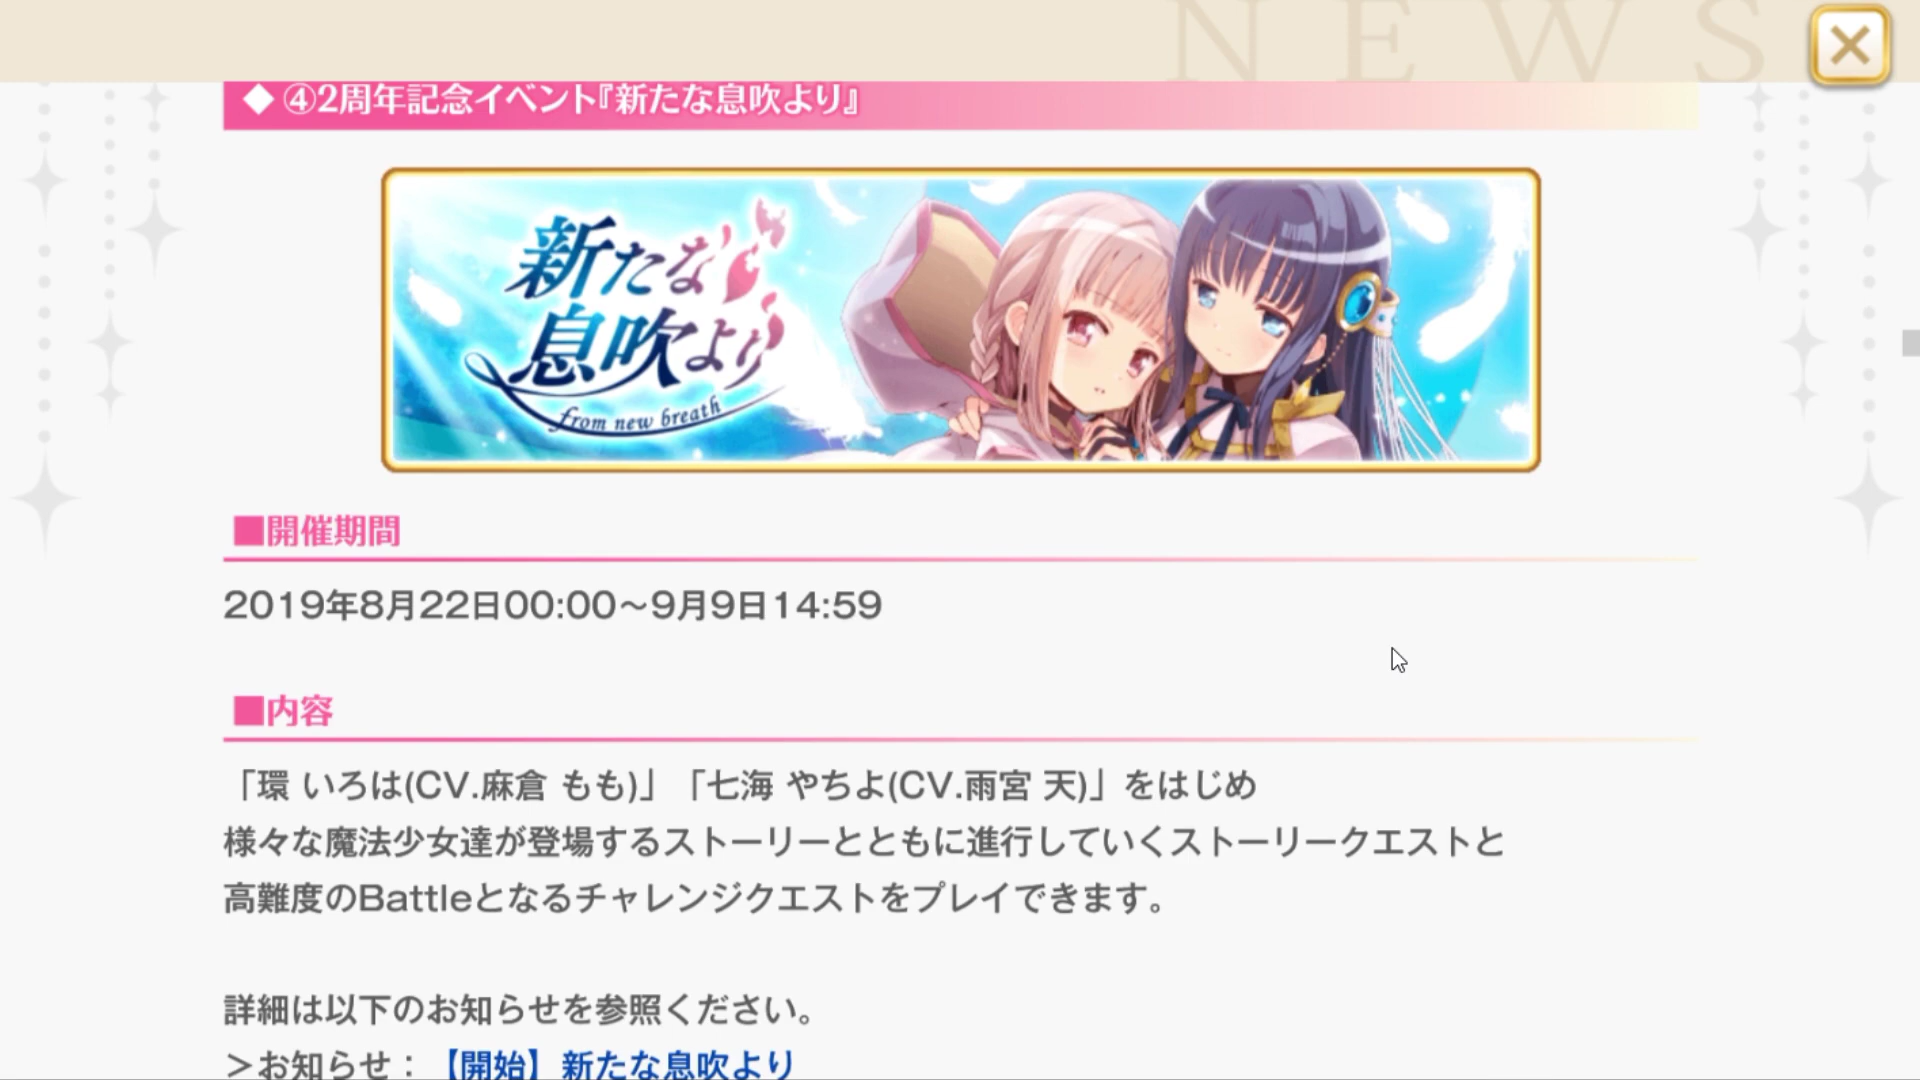 NEWS
◆④2周年記念イベント『新たな息吹より』
新たな
息吹より
from new breath
■開催期間
2019年8月22日00:00～9月9日14:59
■内容
「環 いろは(CV.麻倉 もも)」「七海 やちよ(CV.雨宮 天)」をはじめ
様々な魔法少女達が登場するストーリーとともに進行していくストーリークエストと
高難度のBattleとなるチャレンジクエストをプレイできます。
詳細は以下のお知らせを参照ください。
＞お知らせ：【開始】新たな息吹より